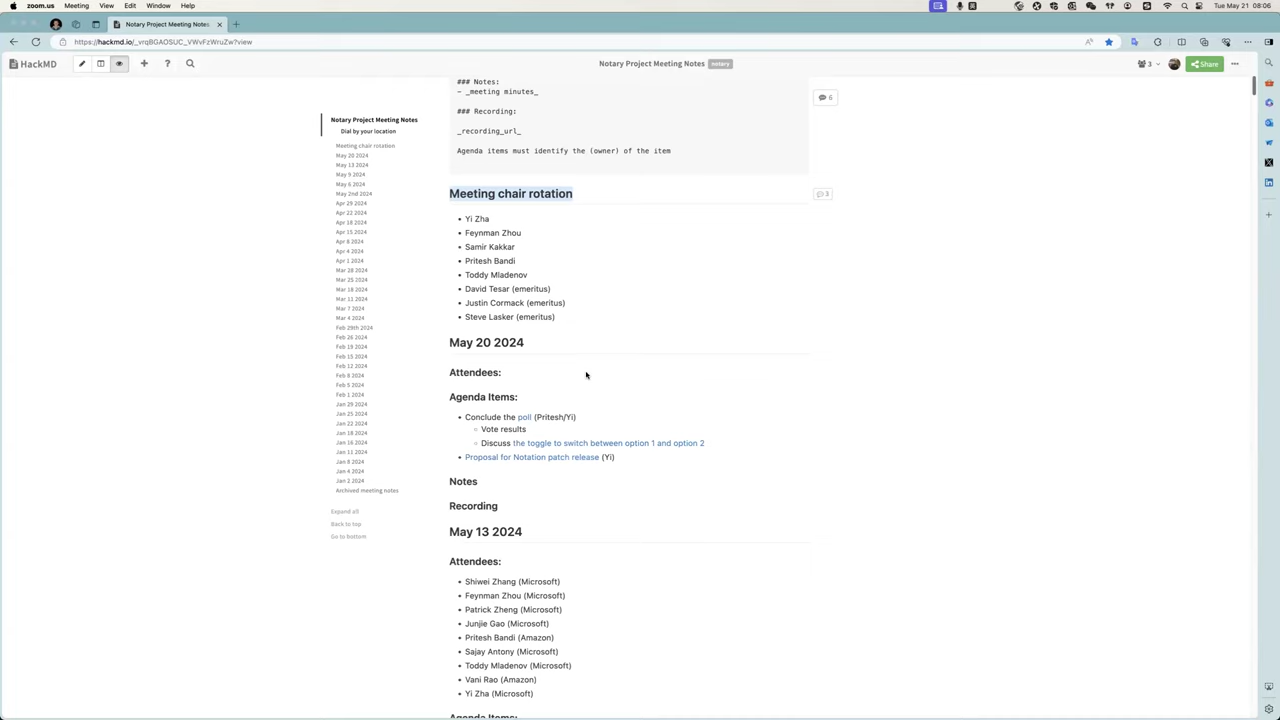 zoom.us Meeting View Edit Window Help
Tue May 21 08:06
Notary Project Meeting Notes
https://hackmd.io/_vrqBGAOSUC_VWvFzWruZw?view
HackMD
Notary Project Meeting Notes notary
3
Share
### Notes:
- _meeting minutes_
### Recording:
_recording_url_
Agenda items must identify the (owner) of the item
6
Notary Project Meeting Notes
Dial by your location
Meeting chair rotation
May 20 2024
May 13 2024
May 9 2024
May 6 2024
May 2nd 2024
Apr 29 2024
Apr 22 2024
Apr 18 2024
Apr 15 2024
Apr 8 2024
Apr 4 2024
Apr 1 2024
Mar 28 2024
Mar 25 2024
Mar 18 2024
Mar 11 2024
Mar 7 2024
Mar 4 2024
Feb 29th 2024
Feb 26 2024
Feb 19 2024
Feb 15 2024
Feb 12 2024
Feb 8 2024
Feb 5 2024
Feb 1 2024
Jan 29 2024
Jan 25 2024
Jan 22 2024
Jan 18 2024
Jan 16 2024
Jan 11 2024
Jan 8 2024
Jan 4 2024
Jan 2 2024
Archived meeting notes
Expand all
Back to top
Go to bottom
Meeting chair rotation
3
• Yi Zha
• Feynman Zhou
• Samir Kakkar
• Pritesh Bandi
• Toddy Mladenov
• David Tesar (emeritus)
• Justin Cormack (emeritus)
• Steve Lasker (emeritus)
May 20 2024
Attendees:
Agenda Items:
• Conclude the poll (Pritesh/Yi)
◦ Vote results
◦ Discuss the toggle to switch between option 1 and option 2
• Proposal for Notation patch release (Yi)
Notes
Recording
May 13 2024
Attendees:
• Shiwei Zhang (Microsoft)
• Feynman Zhou (Microsoft)
• Patrick Zheng (Microsoft)
• Junjie Gao (Microsoft)
• Pritesh Bandi (Amazon)
• Sajay Antony (Microsoft)
• Toddy Mladenov (Microsoft)
• Vani Rao (Amazon)
• Yi Zha (Microsoft)
Agenda Items: